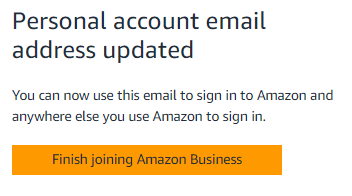 Personal account email
address updated
You can now use this email to sign in to Amazon and
anywhere else you use Amazon to sign in.
Finish joining Amazon Business